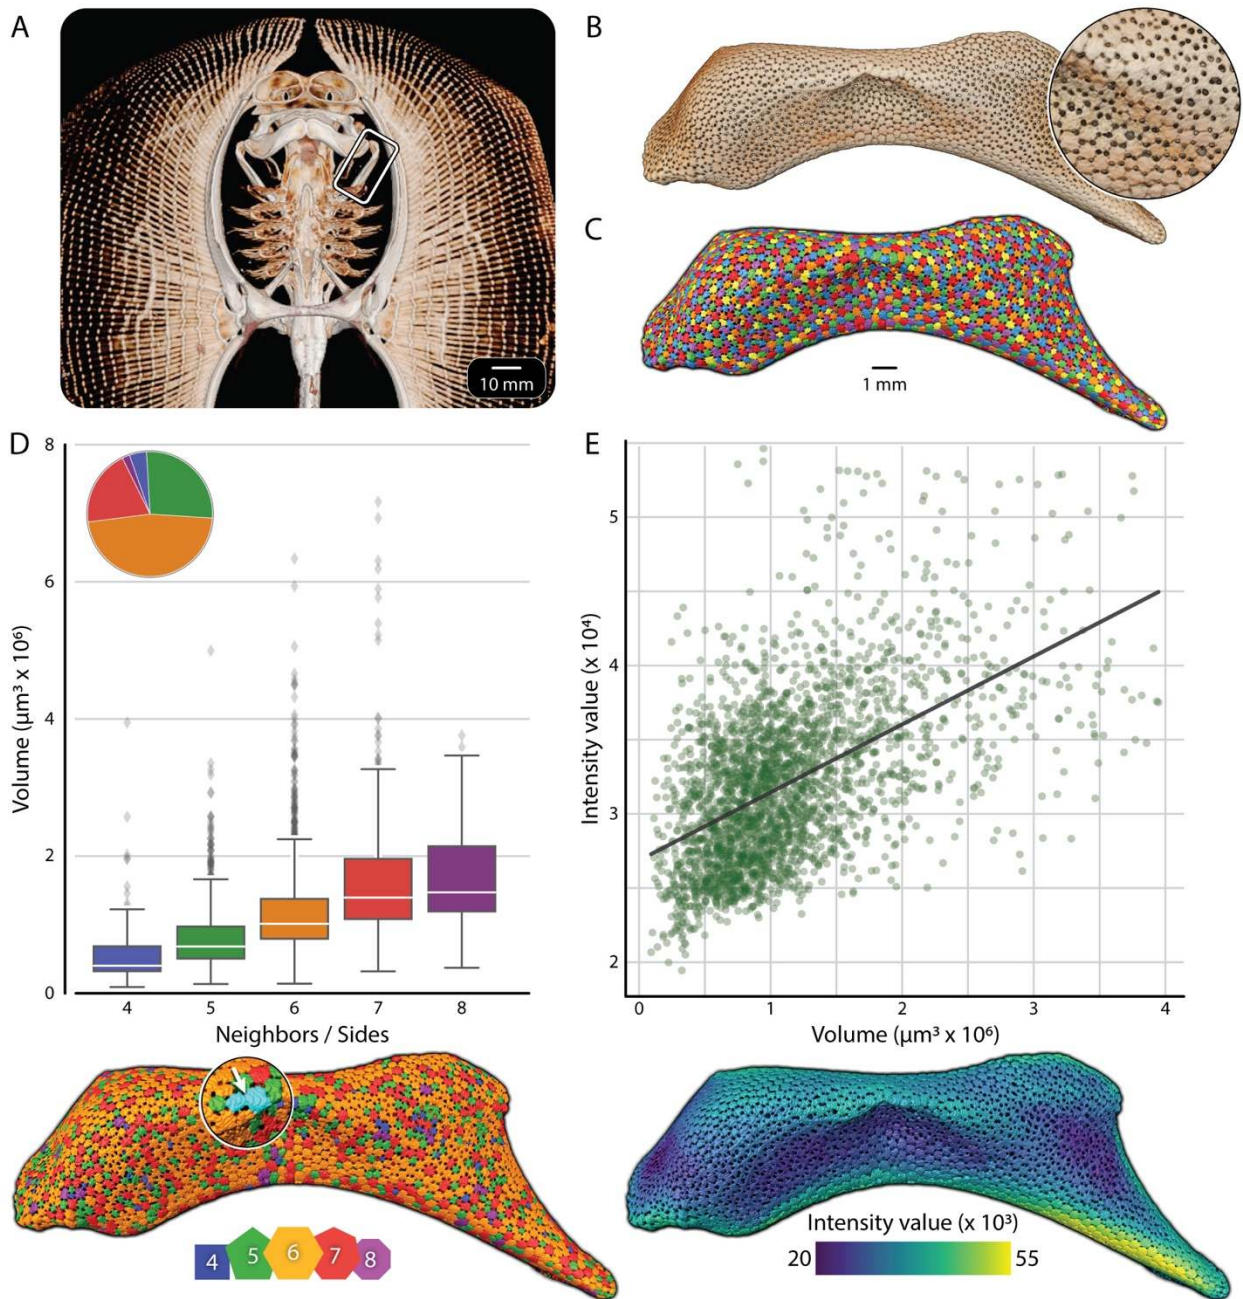 A
10 mm
B
C
1 mm
D
8
6
4
2
0
Volume (µm³ x 10⁶)
4 5 6 7 8
Neighbors / Sides
4 5 6 7 8
E
5
4
3
2
Intensity value (x 10⁴)
0 1 2 3 4
Volume (µm³ x 10⁶)
Intensity value (x 10³)
20 55